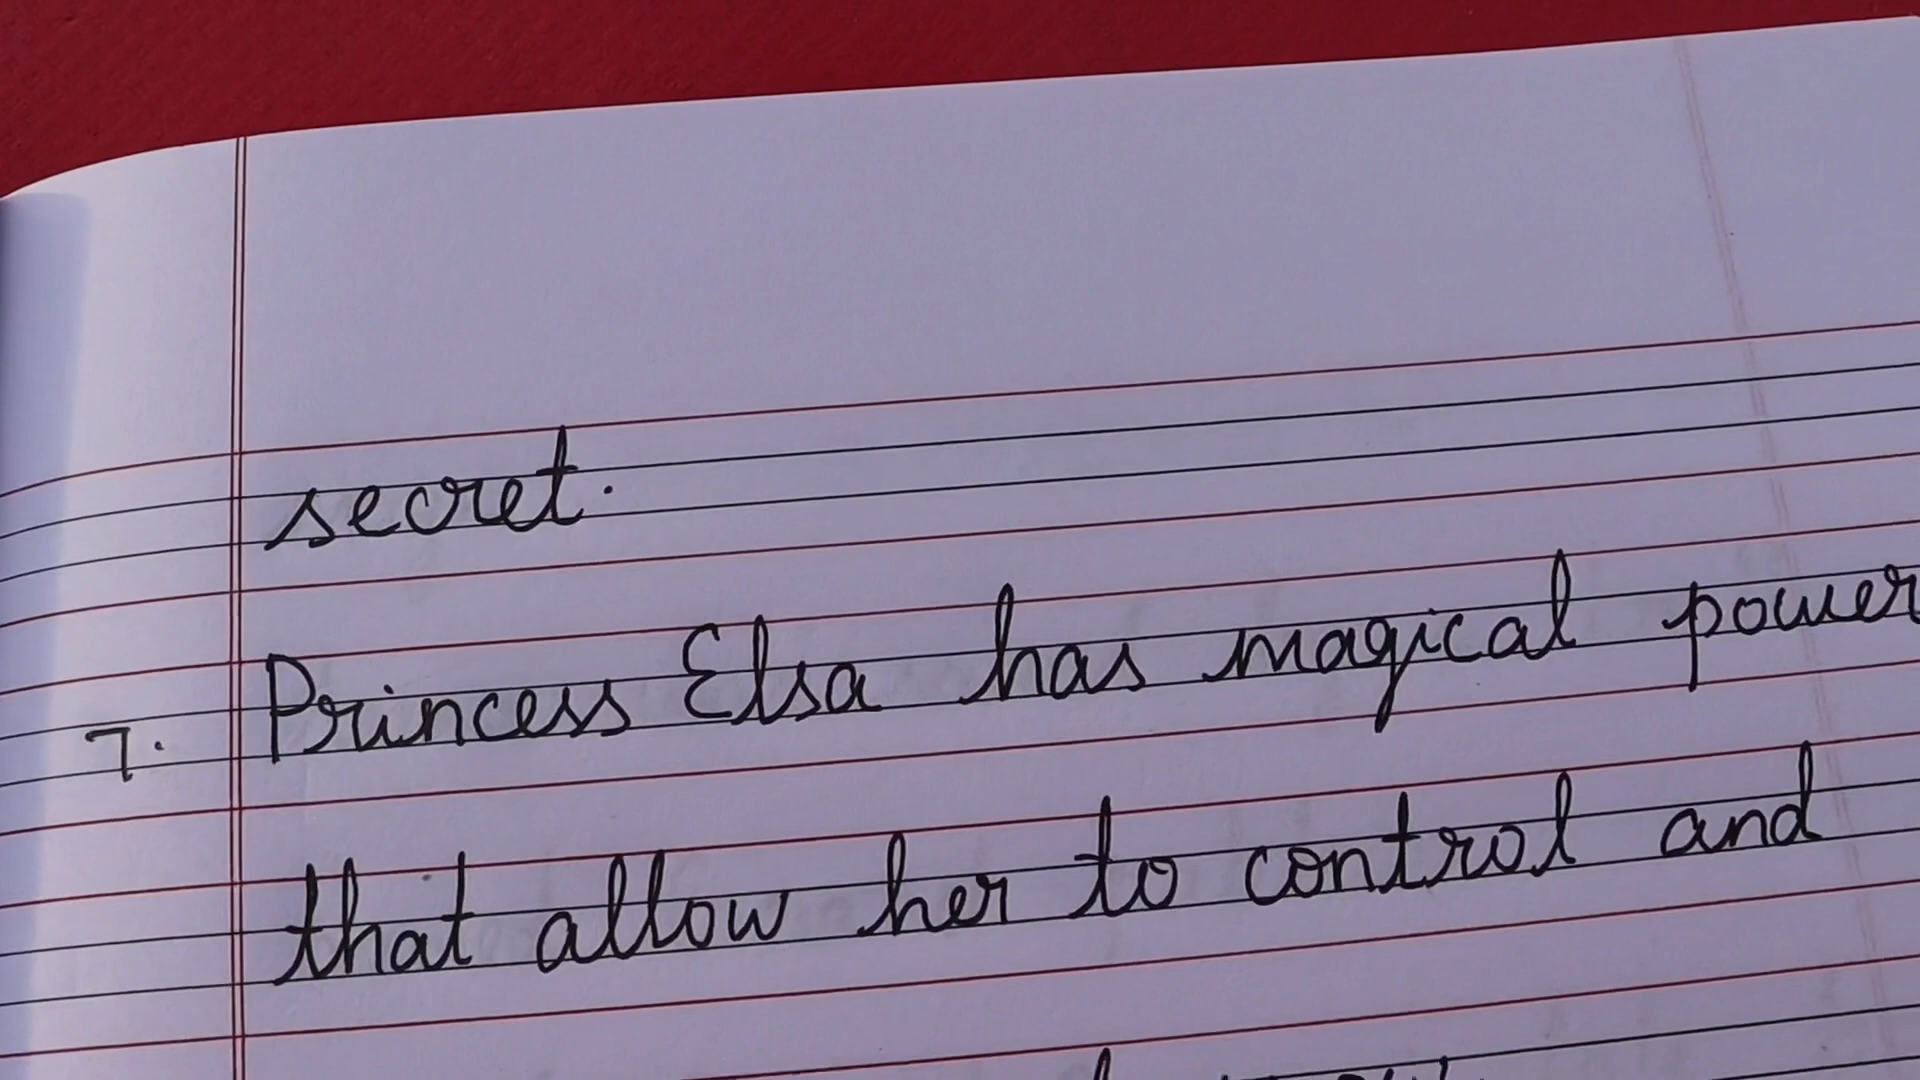 secret.
7. Princess Elsa has magical power
that allow her to control and